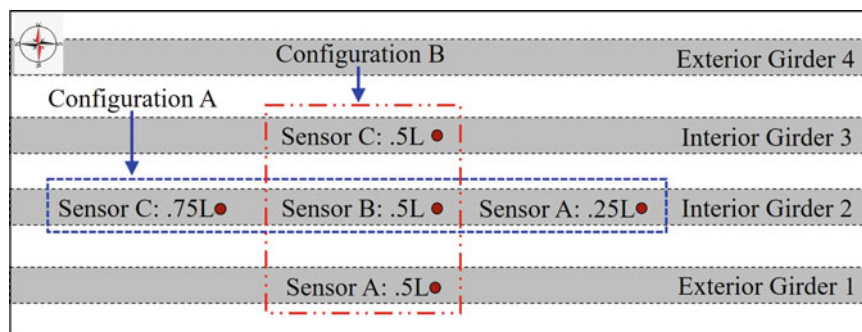 Configuration B
Exterior Girder 4
Configuration A
Sensor C: .5L
Interior Girder 3
Sensor C: .75L
Sensor B: .5L
Sensor A: .25L
Interior Girder 2
Sensor A: .5L
Exterior Girder 1